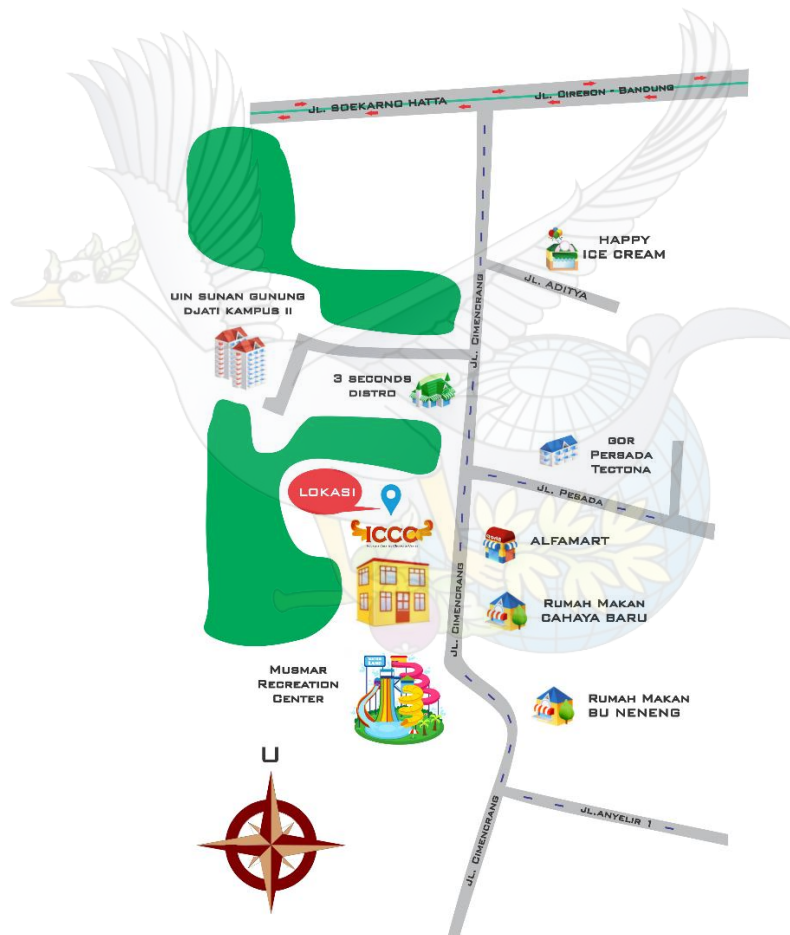 JL. SOEKARNO HATTA
JL. CIREBON - BANDUNG
HAPPY
ICE CREAM
JL. ADITYA
UIN SUNAN GUNUNG
DJATI KAMPUS II
JL. CIMENCRANG
3 SECONDS
DISTRO
GOR
PERSADA
TECTONA
LOKASI
JL. PESADA
ICCC
ALFAMART
JL. CIMENCRANG
RUMAH MAKAN
CAHAYA BARU
MUSMAR
RECREATION
CENTER
RUMAH MAKAN
BU NENENG
U
JL.ANYELIR 1
JL. CIMENCRANG